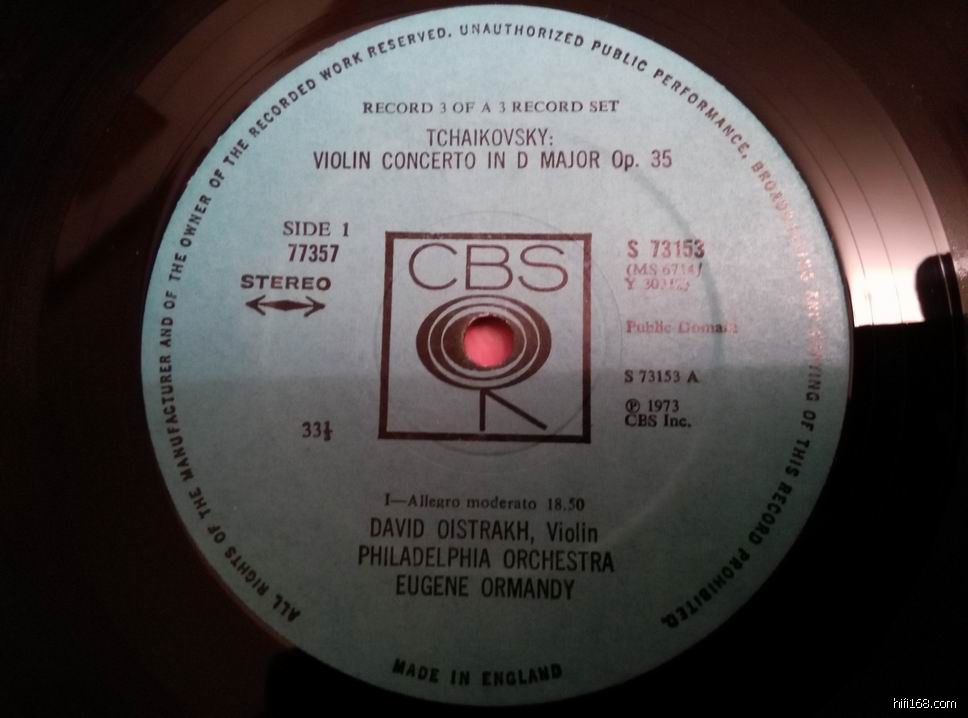 ALL RIGHTS OF THE MANUFACTURER AND OF THE OWNER OF THE RECORDED WORK RESERVED. UNAUTHORIZED PUBLIC PERFORMANCE, BROADCASTING AND COPYING OF THIS RECORD PROHIBITED.
RECORD 3 OF A 3 RECORD SET
TCHAIKOVSKY:
VIOLIN CONCERTO IN D MAJOR Op. 35
SIDE 1
77357
STEREO
33⅓
CBS
S 73153
(MS 6714)
Y
Public Domain
S 73153 A
℗ 1973
CBS Inc.
I—Allegro moderato 18.50
DAVID OISTRAKH, Violin
PHILADELPHIA ORCHESTRA
EUGENE ORMANDY
MADE IN ENGLAND
hifi168.com